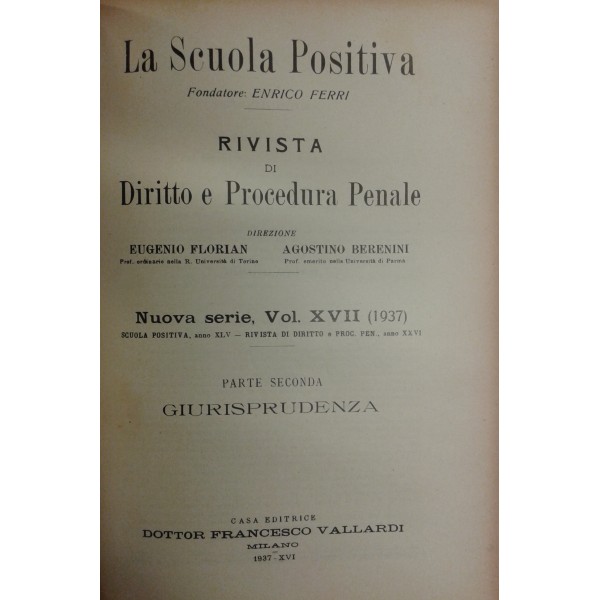 La Scuola Positiva
Fondatore: ENRICO FERRI
RIVISTA
DI
Diritto e Procedura Penale
DIREZIONE
EUGENIO FLORIAN AGOSTINO BERENINI
Prof. ordinario nella R. Università di Torino Prof. emerito nella Università di Parma
Nuova serie, Vol. XVII (1937)
SCUOLA POSITIVA, anno XLV — RIVISTA DI DIRITTO e PROC. PEN., anno XXVI
PARTE SECONDA
GIURISPRUDENZA
CASA EDITRICE
DOTTOR FRANCESCO VALLARDI
MILANO
1937 - XVI